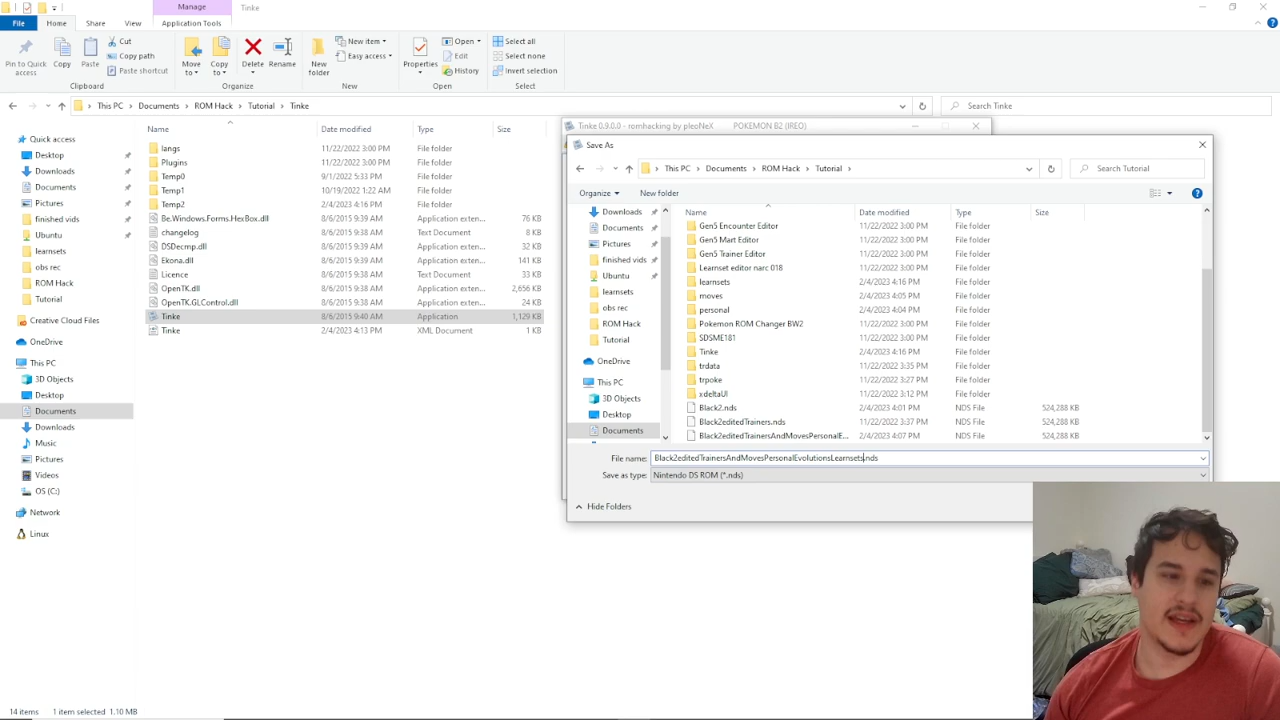 Manage
Tinke
File
Home
Share
View
Application Tools
Pin to Quick access
Copy
Paste
Cut
Copy path
Paste shortcut
Clipboard
Move to
Copy to
Delete
Rename
Organize
New folder
New item
Easy access
New
Properties
Open
Edit
History
Open
Select all
Select none
Invert selection
Select
This PC > Documents > ROM Hack > Tutorial > Tinke
Search Tinke
Quick access
Desktop
Downloads
Documents
Pictures
finished vids
Ubuntu
learnsets
obs rec
ROM Hack
Tutorial
Creative Cloud Files
OneDrive
This PC
3D Objects
Desktop
Documents
Downloads
Music
Pictures
Videos
OS (C:)
Network
Linux
Name Date modified Type Size
langs 11/22/2022 3:00 PM File folder
Plugins 11/22/2022 3:00 PM File folder
Temp0 9/1/2022 5:33 PM File folder
Temp1 10/19/2022 1:22 AM File folder
Temp2 2/4/2023 4:16 PM File folder
Be.Windows.Forms.HexBox.dll 8/6/2015 9:39 AM Application exten... 76 KB
changelog 8/6/2015 9:38 AM Text Document 8 KB
DSDecmp.dll 8/6/2015 9:39 AM Application exten... 32 KB
Ekona.dll 8/6/2015 9:39 AM Application exten... 141 KB
Licence 8/6/2015 9:38 AM Text Document 33 KB
OpenTK.dll 8/6/2015 9:38 AM Application exten... 2,656 KB
OpenTK.GLControl.dll 8/6/2015 9:38 AM Application exten... 24 KB
Tinke 8/6/2015 9:40 AM Application 1,129 KB
Tinke 2/4/2023 4:13 PM XML Document 1 KB
Tinke 0.9.0.0 - romhacking by pleoNeX POKEMON B2 (IREO)
Save As
This PC > Documents > ROM Hack > Tutorial >
Search Tutorial
Organize
New folder
Downloads
Documents
Pictures
finished vids
Ubuntu
learnsets
obs rec
ROM Hack
Tutorial
OneDrive
This PC
3D Objects
Desktop
Documents
Name Date modified Type Size
Gen5 Encounter Editor 11/22/2022 3:00 PM File folder
Gen5 Mart Editor 11/22/2022 3:00 PM File folder
Gen5 Trainer Editor 11/22/2022 3:00 PM File folder
Learnset editor narc 018 11/22/2022 3:00 PM File folder
learnsets 2/4/2023 4:16 PM File folder
moves 2/4/2023 4:05 PM File folder
personal 2/4/2023 4:04 PM File folder
Pokemon ROM Changer BW2 11/22/2022 3:00 PM File folder
SDSME181 11/22/2022 3:00 PM File folder
Tinke 2/4/2023 4:16 PM File folder
trdata 11/22/2022 3:35 PM File folder
trpoke 11/22/2022 3:27 PM File folder
xdeltaUI 11/22/2022 3:12 PM File folder
Black2.nds 2/4/2023 4:01 PM NDS File 524,288 KB
Black2editedTrainers.nds 11/22/2022 3:37 PM NDS File 524,288 KB
Black2editedTrainersAndMovesPersonalE... 2/4/2023 4:07 PM NDS File 524,288 KB
File name: Black2editedTrainersAndMovesPersonalEvolutionsLearnsets.nds
Save as type: Nintendo DS ROM (*.nds)
Hide Folders
14 items 1 item selected 1.10 MB